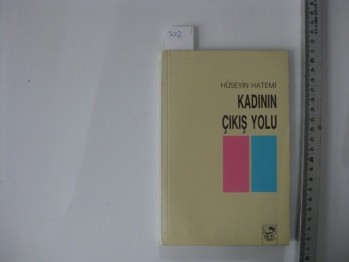 302
HÜSEYİN HATEMİ
KADININ
ÇIKIŞ YOLU